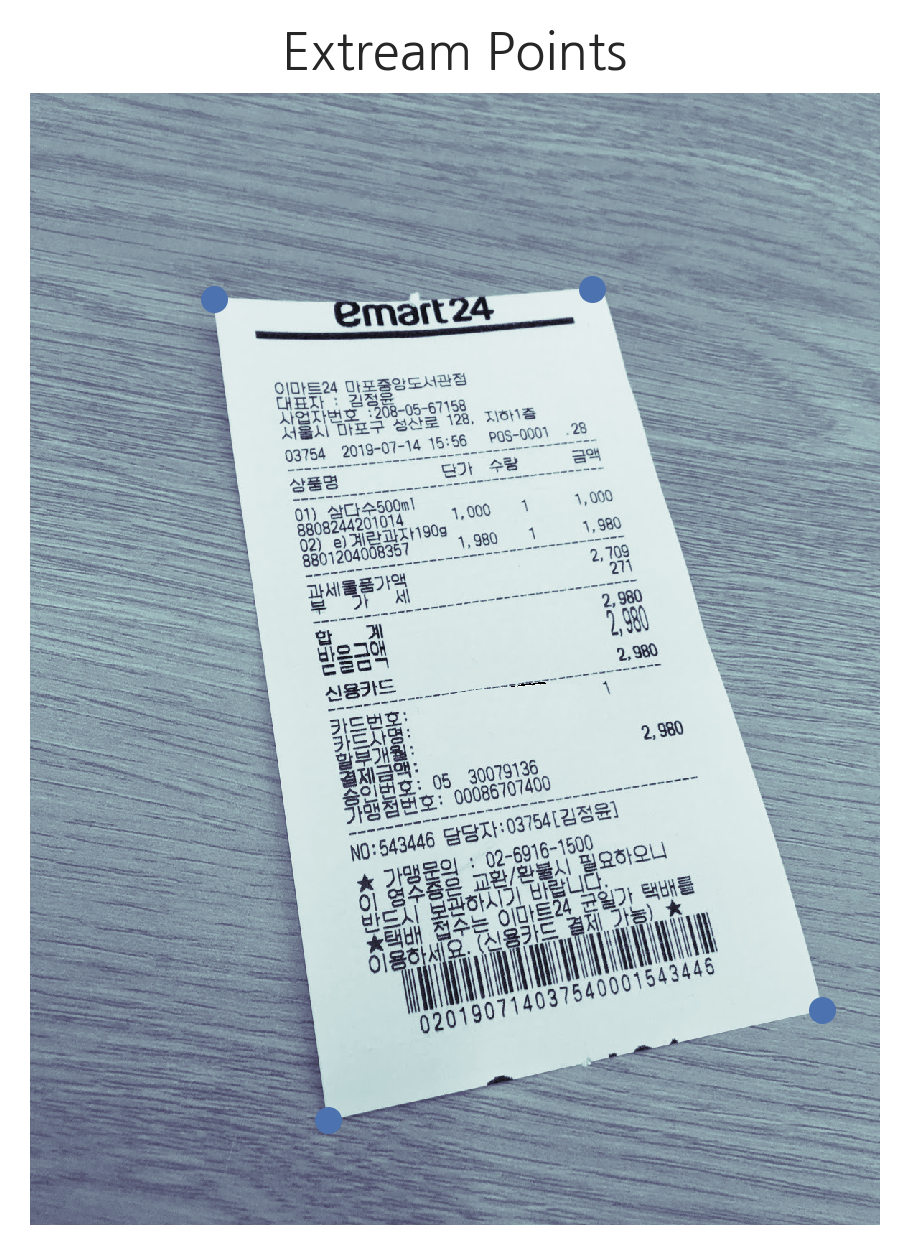 Extream Points
emart24
이마트24 마포중앙도서관점
대표자 : 김정윤
사업자번호 :208-05-67158
서울시 마포구 성산로 128, 지하1층
03754 2019-07-14 15:56 POS-0001 .28
상품명 단가 수량 금액
01) 삼다수500ml
8808244201014 1,000 1 1,000
02) e)계란과자190g
8801204008357 1,980 1 1,980
과세물품가액 2,709
부 가 세 271
합 계 2,980
받을금액 2,980
신용카드 2,980
카드번호: 1
카드사명:
할부개월:
결제금액: 2,980
승인번호: 05 30079136
가맹점번호: 00086707400
NO:543446 담당자:03754[김정윤]
★ 가맹문의 : 02-6916-1500
이 영수증은 교환/환불시 필요하오니
반드시 보관하시기 바랍니다.
★택배 접수는 이마트24 균일가 택배를
이용하세요. (신용카드 결제 가능) ★
020190714037540001543446